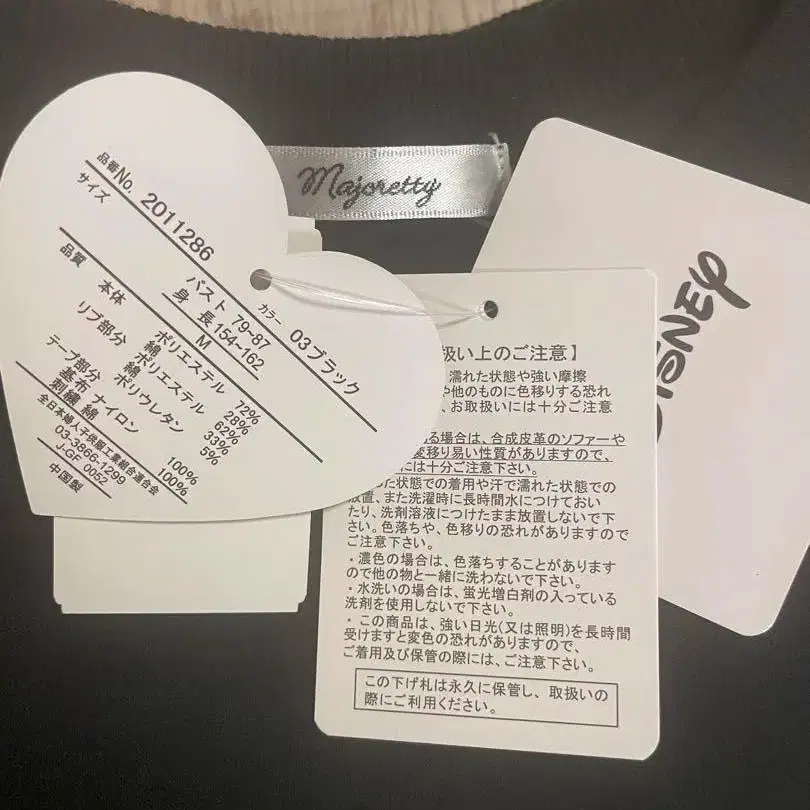 Majoretty
品番No. 2011286
カラー 03ブラック
サイズ
バスト 79~87
身 長 154~162
M
品質
本体 ポリエステル 72%
綿 28%
リブ部分 ポリエステル 62%
綿 33%
ポリウレタン 5%
テープ部分
基布 ナイロン 100%
刺繍 綿 100%
全日本婦人子供服工業組合連合会
03-3866-1299
J-GF 0052
中国製
扱い上のご注意】
濡れた状態や強い摩擦
や他のものに色移りする恐れ
、お取扱いには十分ご注意
る場合は、合成皮革のソファーや
変移り易い性質がありますので、
には十分ご注意下さい。
た状態での着用や汗で濡れた状態での
放置、また洗濯時に長時間水につけておい
たり、洗剤溶液につけたまま放置しないで下
さい。色落ちや、色移りの恐れがありますので
ご注意下さい。
・濃色の場合は、色落ちすることがあります
ので他の物と一緒に洗わないで下さい。
・水洗いの場合は、蛍光増白剤の入っている
洗剤を使用しないで下さい。
・この商品は、強い日光(又は照明)を長時間
受けますと変色の恐れがありますので、
ご着用及び保管の際には、ご注意下さい。
この下げ札は永久に保管し、取扱いの
際にご利用ください。
DISNEY